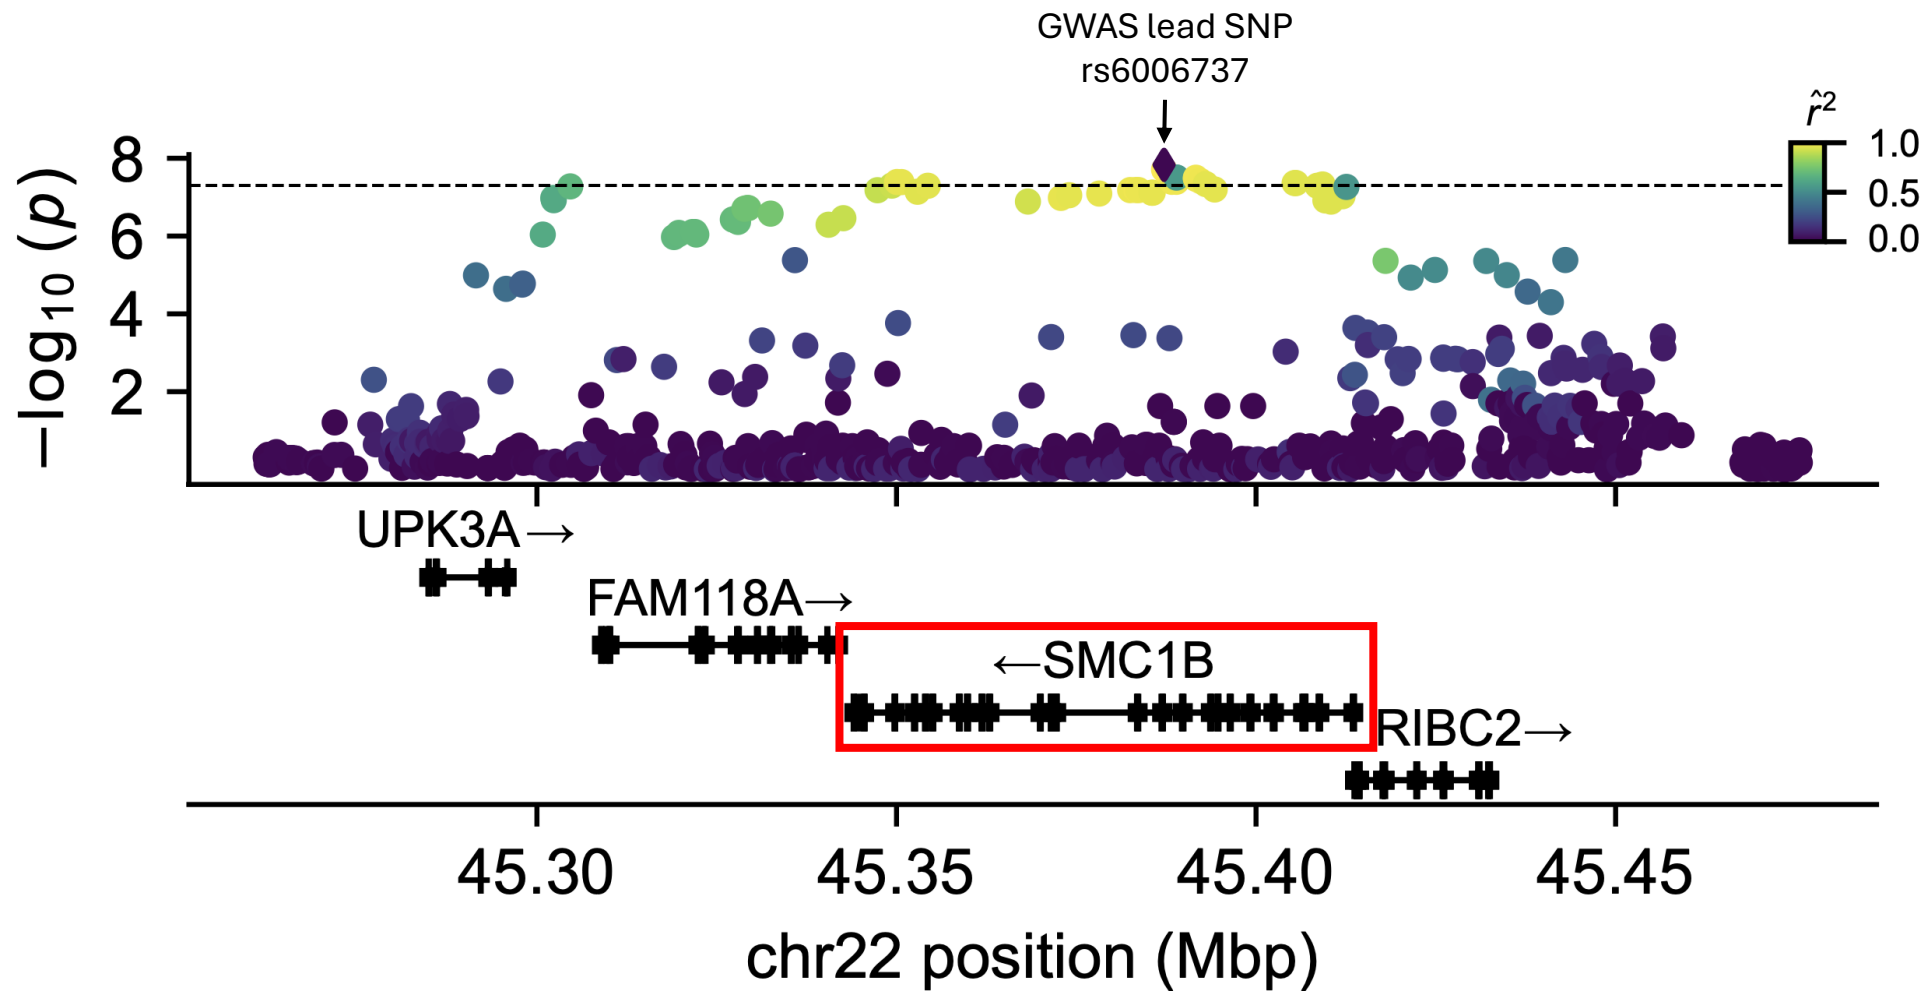 GWAS lead SNP
rs6006737
r̂²
8
6
4
2
−log₁₀ (p)
1.0
0.5
0.0
UPK3A→
FAM118A→
←SMC1B
RIBC2→
45.30 45.35 45.40 45.45
chr22 position (Mbp)